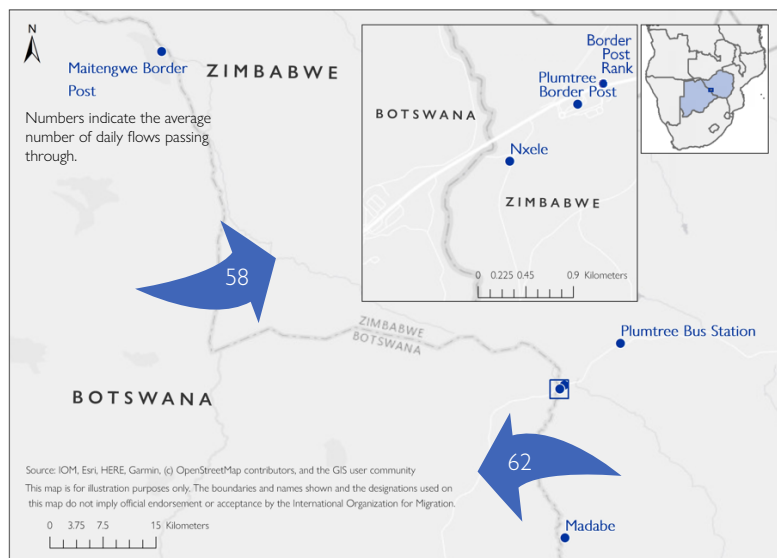 N
Maitengwe Border
Post
ZIMBABWE
Numbers indicate the average
number of daily flows passing
through.
Border
Post
Rank
Plumtree
Border Post
BOTSWANA
Nxele
ZIMBABWE
0 0.225 0.45 0.9 Kilometers
58
ZIMBABWE
BOTSWANA
Plumtree Bus Station
BOTSWANA
62
Source: IOM, Esri, HERE, Garmin, (c) OpenStreetMap contributors, and the GIS user community
This map is for illustration purposes only. The boundaries and names shown and the designations used on
this map do not imply official endorsement or acceptance by the International Organization for Migration.
0 3.75 7.5 15 Kilometers
Madabe